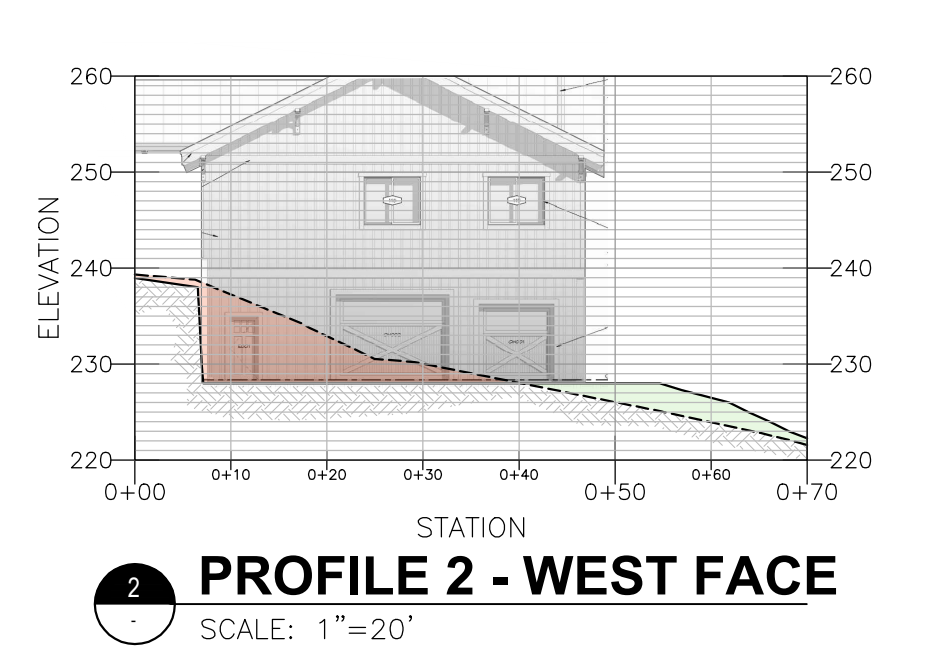 260 260
250 250
240 240
230 230
220 220
ELEVATION
0+10 0+20 0+30 0+40 0+60
0+00 0+50 0+70
STATION
2
-
PROFILE 2 - WEST FACE
SCALE: 1”=20’